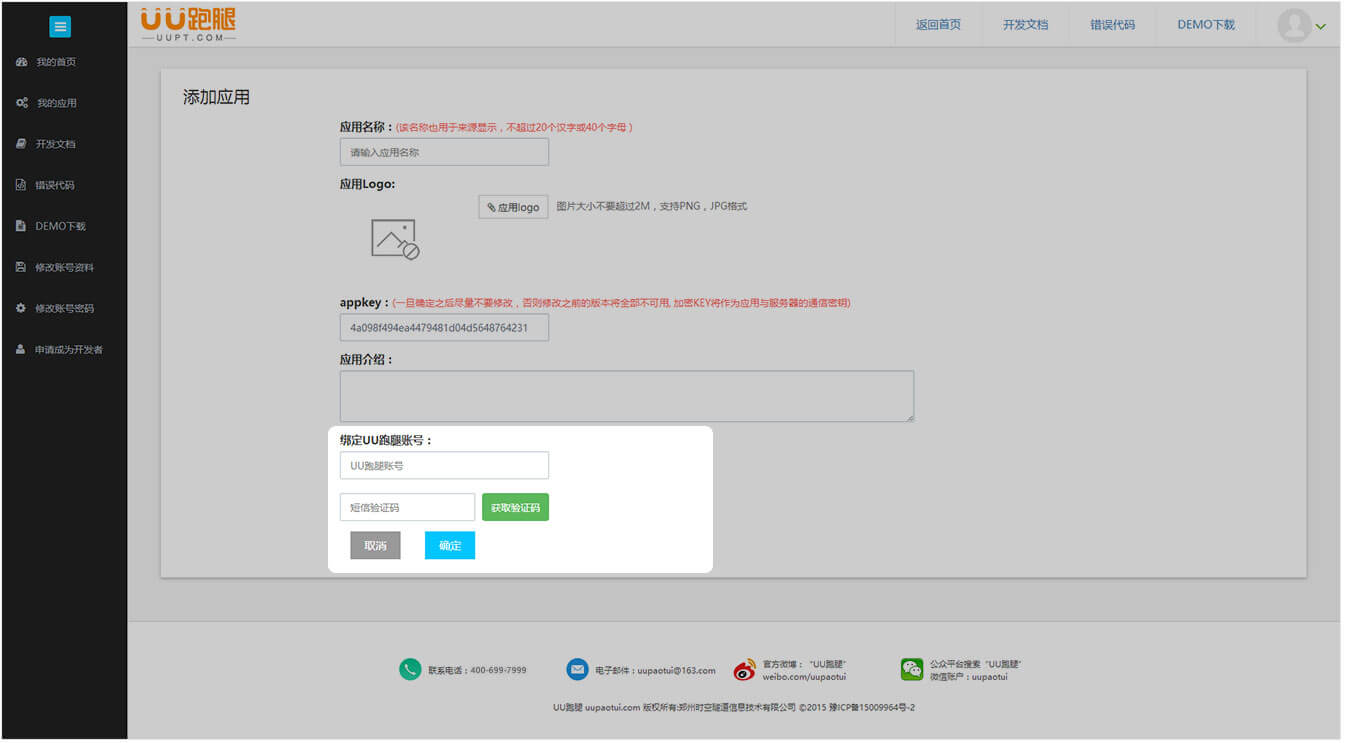 UU跑腿
UUPT.COM
返回首页
开发文档
错误代码
DEMO下载
我的首页
我的应用
开发文档
错误代码
DEMO下载
修改账号资料
修改账号密码
申请成为开发者
添加应用
应用名称：(该名称也用于来源显示，不超过20个汉字或40个字母 )
请输入应用名称
应用Logo:
应用logo 图片大小不要超过2M，支持PNG，JPG格式
appkey：(一旦确定之后尽量不要修改，否则修改之前的版本将全部不可用, 加密KEY将作为应用与服务器的通信密钥)
4a098f494ea4479481d04d5648764231
应用介绍：
绑定UU跑腿账号：
UU跑腿账号
短信验证码 获取验证码
取消 确定
联系电话：400-699-7999
电子邮件：uupaotui@163.com
官方微博： "UU跑腿"
weibo.com/uupaotui
公众平台搜索 "UU跑腿"
微信账户：uupaotui
UU跑腿 uupaotui.com 版权所有:郑州时空隧道信息技术有限公司 ©2015 豫ICP备15009964号-2